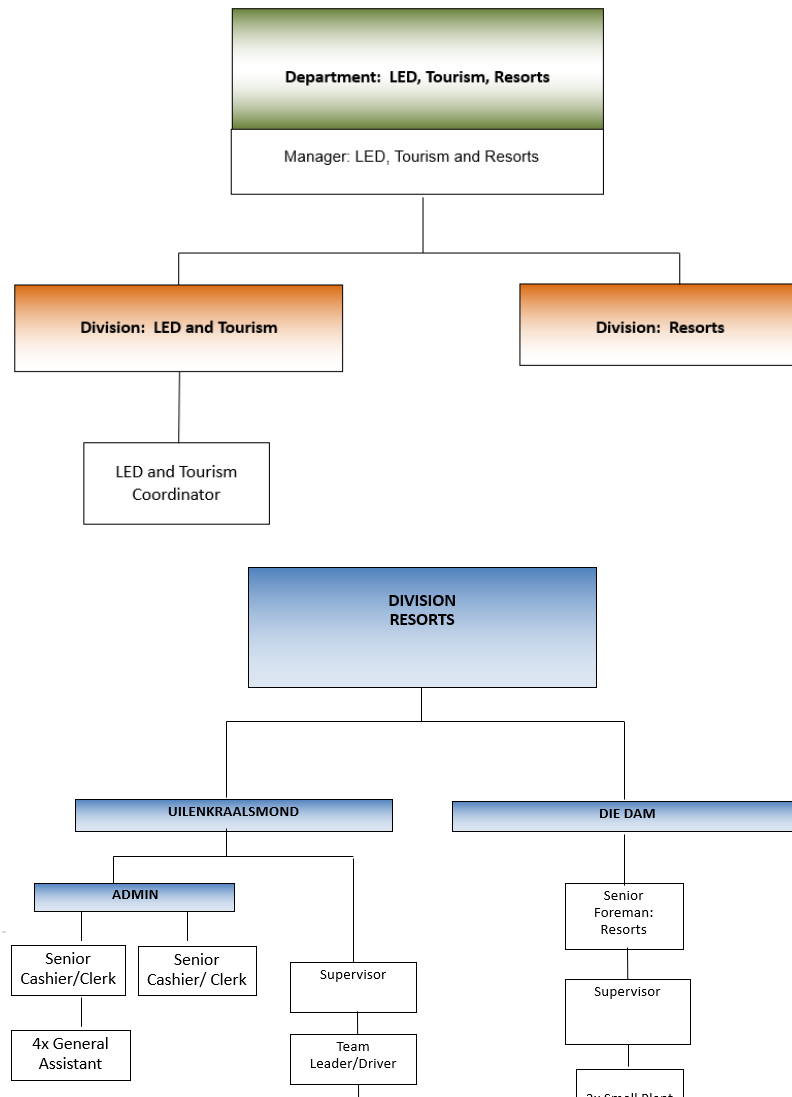 Department:  LED, Tourism, Resorts
Manager: LED, Tourism and Resorts
Division:  LED and Tourism
Division:  Resorts
LED and Tourism
Coordinator
DIVISION
RESORTS
UILENKRAALSMOND
DIE DAM
ADMIN
Senior
Foreman:
Resorts
Senior
Cashier/Clerk
Senior
Cashier/ Clerk
Supervisor
Supervisor
4x General
Assistant
Team
Leader/Driver
Small Plant